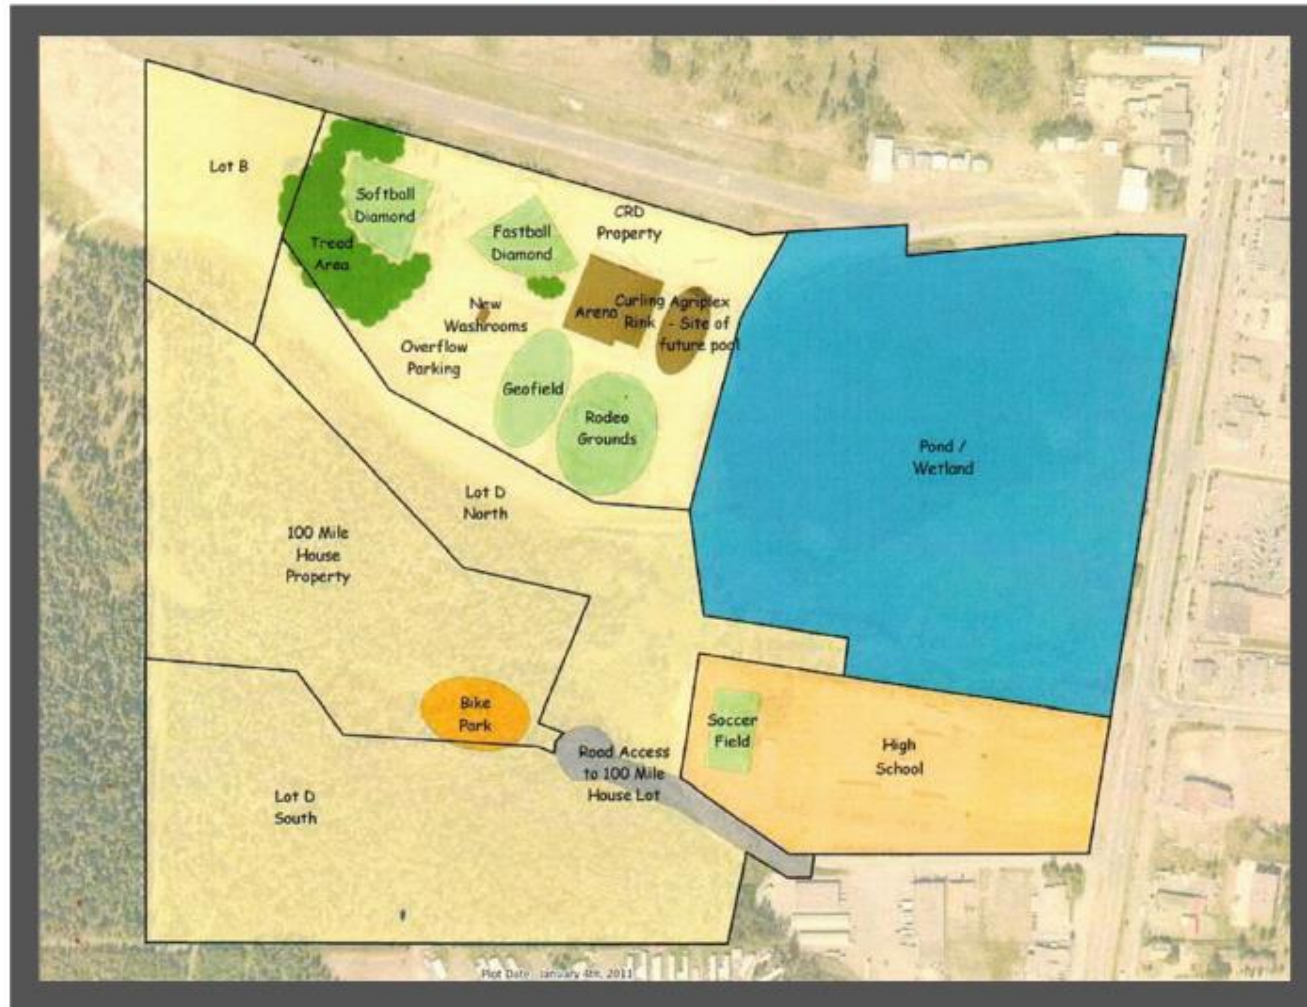 Lot B
Softball
Diamond
Tread
Area
Fastball
Diamond
CRD
Property
New
Washrooms
Arena
Curling
Rink
Agriplex
- Site of
future pool
Overflow
Parking
Geofield
Rodeo
Grounds
Pond /
Wetland
Lot D
North
100 Mile
House
Property
Bike
Park
Soccer
Field
High
School
Road Access
to 100 Mile
House Lot
Lot D
South
Plot Date: January 4th, 2011